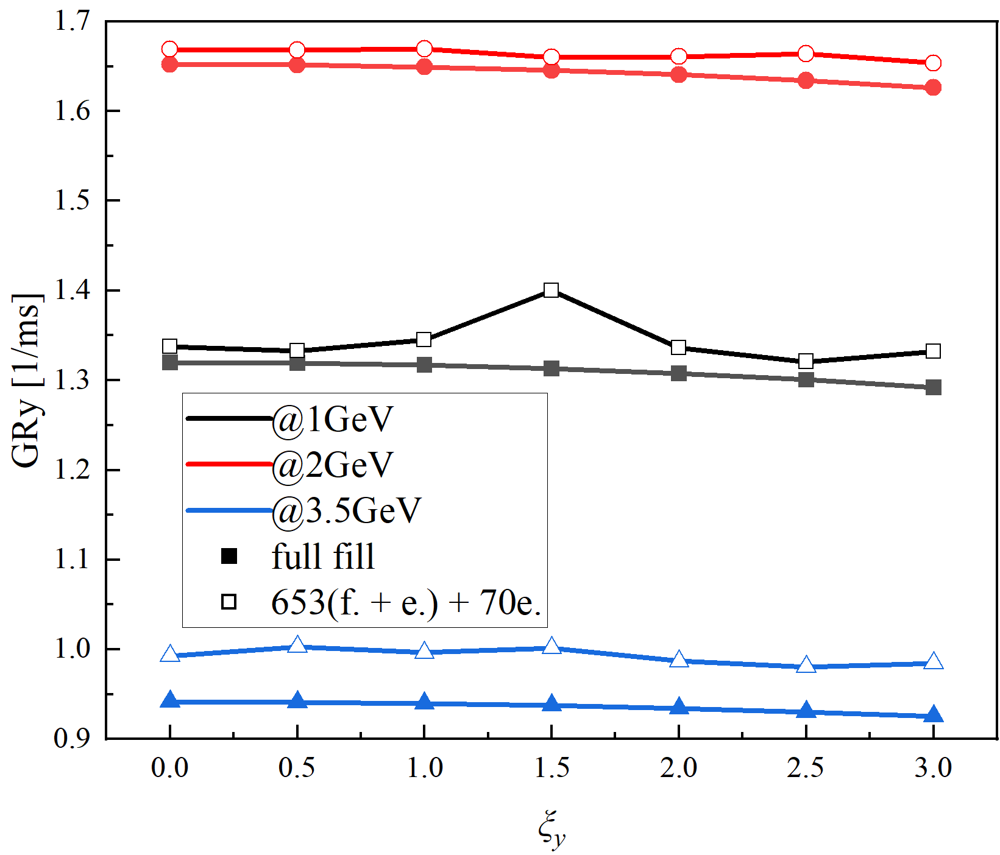 1.7
1.6
1.5
1.4
1.3
1.2
1.1
1.0
0.9
GRy [1/ms]
@1GeV
@2GeV
@3.5GeV
full fill
653(f. + e.) + 70e.
0.0 0.5 1.0 1.5 2.0 2.5 3.0
ξy